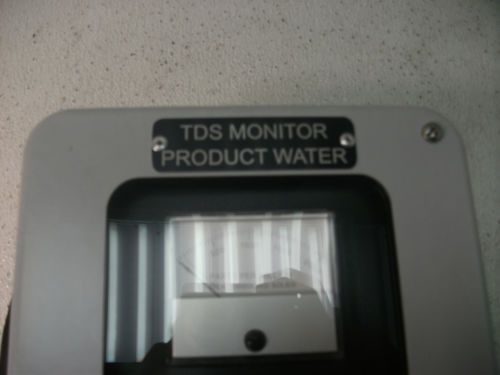 TDS MONITOR
PRODUCT WATER